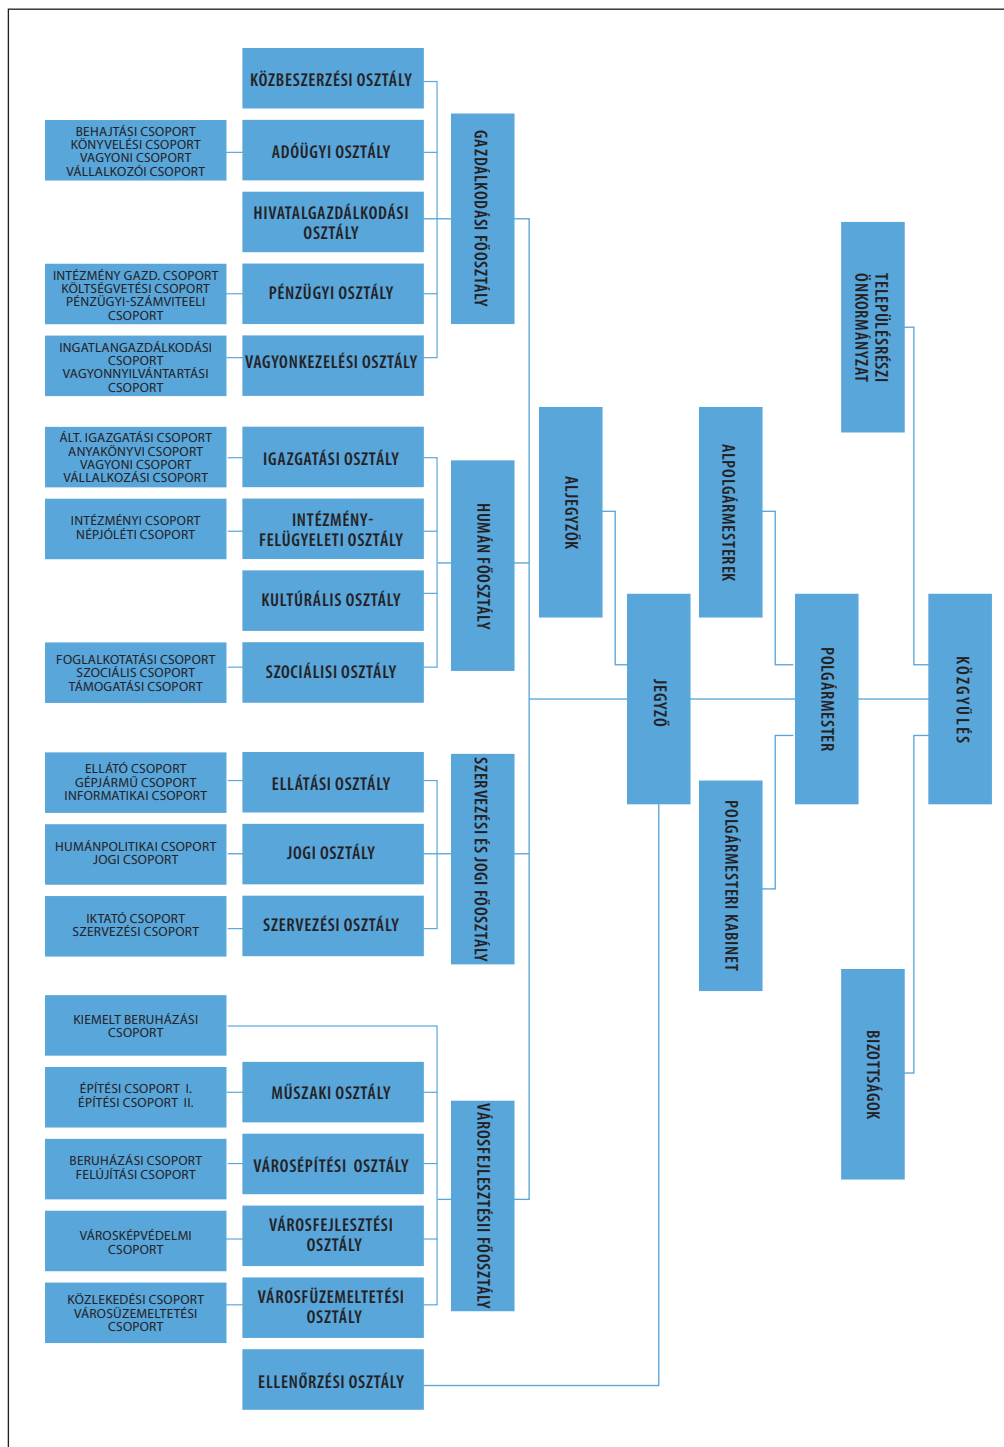 KÖZBESZERZÉSI OSZTÁLY
BEHAJTÁSI CSOPORT
KÖNYVELÉSI CSOPORT
VAGYONI CSOPORT
VÁLLALKOZÓI CSOPORT
ADÓÜGYI OSZTÁLY
HIVATALGAZDÁLKODÁSI
OSZTÁLY
INTÉZMÉNY GAZD. CSOPORT
KÖLTSÉGVETÉSI CSOPORT
PÉNZÜGYI-SZÁMVITEELI
CSOPORT
PÉNZÜGYI OSZTÁLY
INGATLANGAZDÁLKODÁSI
CSOPORT
VAGYONNYILVÁNTARTÁSI
CSOPORT
VAGYONKEZELÉSI OSZTÁLY
GAZDÁLKODÁSI FŐOSZTÁLY
ÁLT. IGAZGATÁSI CSOPORT
ANYAKÖNYVI CSOPORT
VAGYONI CSOPORT
VÁLLALKOZÁSI CSOPORT
IGAZGATÁSI OSZTÁLY
INTÉZMÉNYI CSOPORT
NÉPJÓLÉTI CSOPORT
INTÉZMÉNY-
FELÜGYELETI OSZTÁLY
KULTÚRÁLIS OSZTÁLY
FOGLALKOTATÁSI CSOPORT
SZOCIÁLIS CSOPORT
TÁMOGATÁSI CSOPORT
SZOCIÁLISI OSZTÁLY
HUMÁN FŐOSZTÁLY
ELLÁTÓ CSOPORT
GÉPJÁRMŰ CSOPORT
INFORMATIKAI CSOPORT
ELLÁTÁSI OSZTÁLY
HUMÁNPOLITIKAI CSOPORT
JOGI CSOPORT
JOGI OSZTÁLY
IKTATÓ CSOPORT
SZERVEZÉSI CSOPORT
SZERVEZÉSI OSZTÁLY
SZERVEZÉSI ÉS JOGI FŐOSZTÁLY
KIEMELT BERUHÁZÁSI
CSOPORT
ÉPÍTÉSI CSOPORT I.
ÉPÍTÉSI CSOPORT II.
MŰSZAKI OSZTÁLY
BERUHÁZÁSI CSOPORT
FELÚJÍTÁSI CSOPORT
VÁROSÉPÍTÉSI OSZTÁLY
VÁROSKÉPVÉDELMI
CSOPORT
VÁROSFEJLESZTÉSI
OSZTÁLY
KÖZLEKEDÉSI CSOPORT
VÁROSÜZEMELTETÉSI
CSOPORT
VÁROSFÜZEMELTETÉSI
OSZTÁLY
VÁROSFEJLESZTÉSII FŐOSZTÁLY
ELLENŐRZÉSI OSZTÁLY
ALJEGYZŐK
JEGYZŐ
ALPOLGÁRMESTEREK
POLGÁRMESTERI KABINET
POLGÁRMESTER
TELEPÜLÉSRÉSZI
ÖNKORMÁNYZAT
BIZOTTSÁGOK
KÖZGYŰLÉS